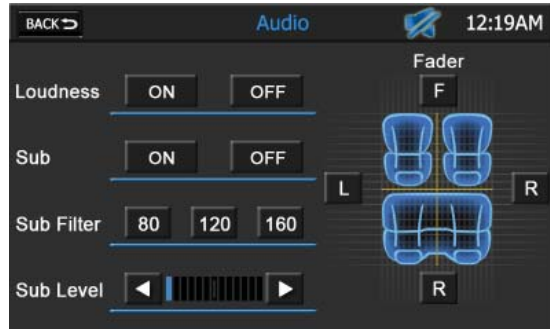 BACK Audio 12:19AM
Fader
Loudness ON OFF F
Sub ON OFF
L R
Sub Filter 80 120 160
Sub Level R